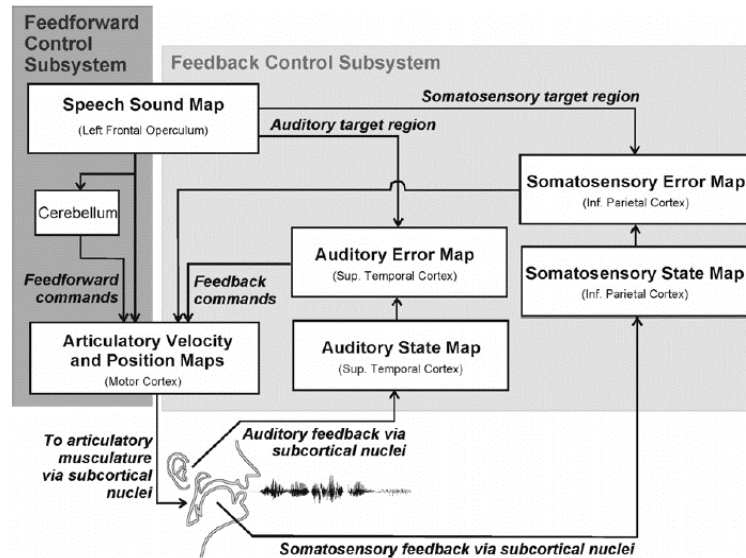 Feedforward
Control
Subsystem
Feedback Control Subsystem
Speech Sound Map
(Left Frontal Operculum)
Somatosensory target region
Auditory target region
Somatosensory Error Map
(Inf. Parietal Cortex)
Cerebellum
Auditory Error Map
(Sup. Temporal Cortex)
Somatosensory State Map
(Inf. Parietal Cortex)
Feedforward
commands
Feedback
commands
Articulatory Velocity
and Position Maps
(Motor Cortex)
Auditory State Map
(Sup. Temporal Cortex)
To articulatory
musculature
via subcortical
nuclei
Auditory feedback via
subcortical nuclei
Somatosensory feedback via subcortical nuclei